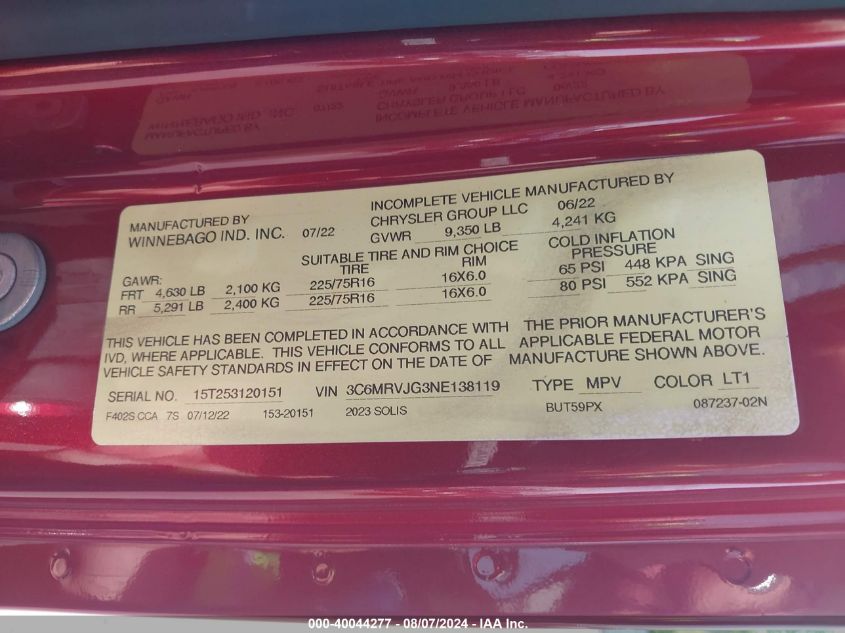 MANUFACTURED BY
WINNEBAGO IND. INC. 07/22
INCOMPLETE VEHICLE MANUFACTURED BY
CHRYSLER GROUP LLC 06/22
GVWR 9,350 LB 4,241 KG
SUITABLE TIRE AND RIM CHOICE
TIRE RIM
COLD INFLATION
PRESSURE
GAWR:
FRT 4,630 LB 2,100 KG 225/75R16 16X6.0 65 PSI 448 KPA SING
RR 5,291 LB 2,400 KG 225/75R16 16X6.0 80 PSI 552 KPA SING
THIS VEHICLE HAS BEEN COMPLETED IN ACCORDANCE WITH THE PRIOR MANUFACTURER'S
IVD, WHERE APPLICABLE. THIS VEHICLE CONFORMS TO ALL APPLICABLE FEDERAL MOTOR
VEHICLE SAFETY STANDARDS IN EFFECT ON THE DATE OF MANUFACTURE SHOWN ABOVE.
SERIAL NO. 15T253120151 VIN 3C6MRVJG3NE138119 TYPE MPV COLOR LT1
F402S CCA 7S 07/12/22 153-20151 2023 SOLIS BUT59PX 087237-02N
000-40044277 - 08/07/2024 - IAA Inc.